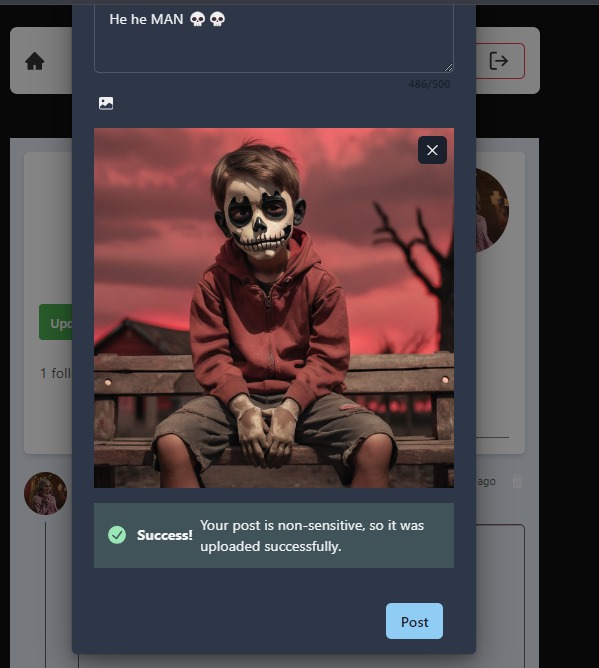 He he MAN 💀💀
486/500
Upd
1 foll
Success! Your post is non-sensitive, so it was
uploaded successfully.
ago
Post